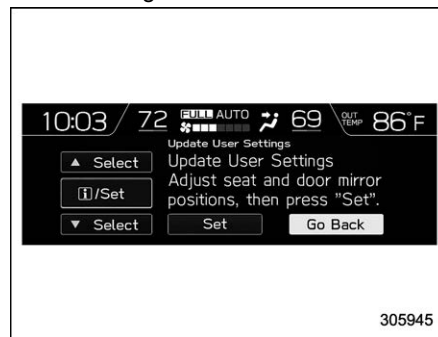 10:03 72 FULL AUTO 69 OUT TEMP 86°F
Update User Settings
▲ Select
Update User Settings
Adjust seat and door mirror
i/Set
positions, then press "Set".
▼ Select
Set
Go Back
305945